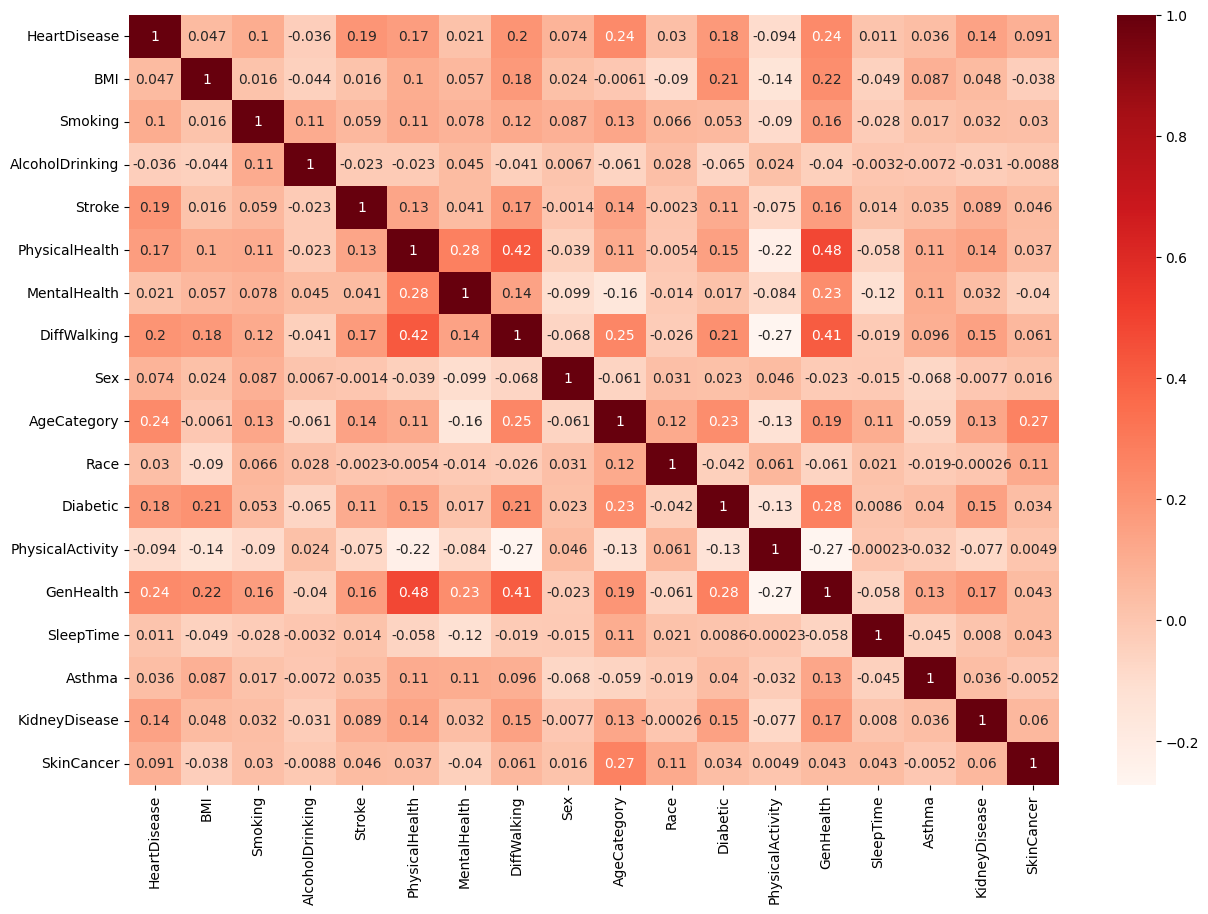 HeartDisease 1 0.047 0.1 -0.036 0.19 0.17 0.021 0.2 0.074 0.24 0.03 0.18 -0.094 0.24 0.011 0.036 0.14 0.091 1.0
BMI 0.047 1 0.016 -0.044 0.016 0.1 0.057 0.18 0.024 -0.0061 -0.09 0.21 -0.14 0.22 -0.049 0.087 0.048 -0.038
Smoking 0.1 0.016 1 0.11 0.059 0.11 0.078 0.12 0.087 0.13 0.066 0.053 -0.09 0.16 -0.028 0.017 0.032 0.03
0.8
AlcoholDrinking -0.036 -0.044 0.11 1 -0.023 -0.023 0.045 -0.041 0.0067 -0.061 0.028 -0.065 0.024 -0.04 -0.0032 -0.0072 -0.031 -0.0088
Stroke 0.19 0.016 0.059 -0.023 1 0.13 0.041 0.17 -0.0014 0.14 -0.0023 0.11 -0.075 0.16 0.014 0.035 0.089 0.046
PhysicalHealth 0.17 0.1 0.11 -0.023 0.13 1 0.28 0.42 -0.039 0.11 -0.0054 0.15 -0.22 0.48 -0.058 0.11 0.14 0.037
0.6
MentalHealth 0.021 0.057 0.078 0.045 0.041 0.28 1 0.14 -0.099 -0.16 -0.014 0.017 -0.084 0.23 -0.12 0.11 0.032 -0.04
DiffWalking 0.2 0.18 0.12 -0.041 0.17 0.42 0.14 1 -0.068 0.25 -0.026 0.21 -0.27 0.41 -0.019 0.096 0.15 0.061
Sex 0.074 0.024 0.087 0.0067 -0.0014 -0.039 -0.099 -0.068 1 -0.061 0.031 0.023 0.046 -0.023 -0.015 -0.068 -0.0077 0.016
0.4
AgeCategory 0.24 -0.0061 0.13 -0.061 0.14 0.11 -0.16 0.25 -0.061 1 0.12 0.23 -0.13 0.19 0.11 -0.059 0.13 0.27
Race 0.03 -0.09 0.066 0.028 -0.0023 -0.0054 -0.014 -0.026 0.031 0.12 1 -0.042 0.061 -0.061 0.021 -0.019 -0.00026 0.11
Diabetic 0.18 0.21 0.053 -0.065 0.11 0.15 0.017 0.21 0.023 0.23 -0.042 1 -0.13 0.28 0.0086 0.04 0.15 0.034
0.2
PhysicalActivity -0.094 -0.14 -0.09 0.024 -0.075 -0.22 -0.084 -0.27 0.046 -0.13 0.061 -0.13 1 -0.27 -0.00023 -0.032 -0.077 0.0049
GenHealth 0.24 0.22 0.16 -0.04 0.16 0.48 0.23 0.41 -0.023 0.19 -0.061 0.28 -0.27 1 -0.058 0.13 0.17 0.043
0.0
SleepTime 0.011 -0.049 -0.028 -0.0032 0.014 -0.058 -0.12 -0.019 -0.015 0.11 0.021 0.0086 -0.00023 -0.058 1 -0.045 0.008 0.043
Asthma 0.036 0.087 0.017 -0.0072 0.035 0.11 0.11 0.096 -0.068 -0.059 -0.019 0.04 -0.032 0.13 -0.045 1 0.036 -0.0052
KidneyDisease 0.14 0.048 0.032 -0.031 0.089 0.14 0.032 0.15 -0.0077 0.13 -0.00026 0.15 -0.077 0.17 0.008 0.036 1 0.06
−0.2
SkinCancer 0.091 -0.038 0.03 -0.0088 0.046 0.037 -0.04 0.061 0.016 0.27 0.11 0.034 0.0049 0.043 0.043 -0.0052 0.06 1
HeartDisease
BMI
Smoking
AlcoholDrinking
Stroke
PhysicalHealth
MentalHealth
DiffWalking
Sex
AgeCategory
Race
Diabetic
PhysicalActivity
GenHealth
SleepTime
Asthma
KidneyDisease
SkinCancer